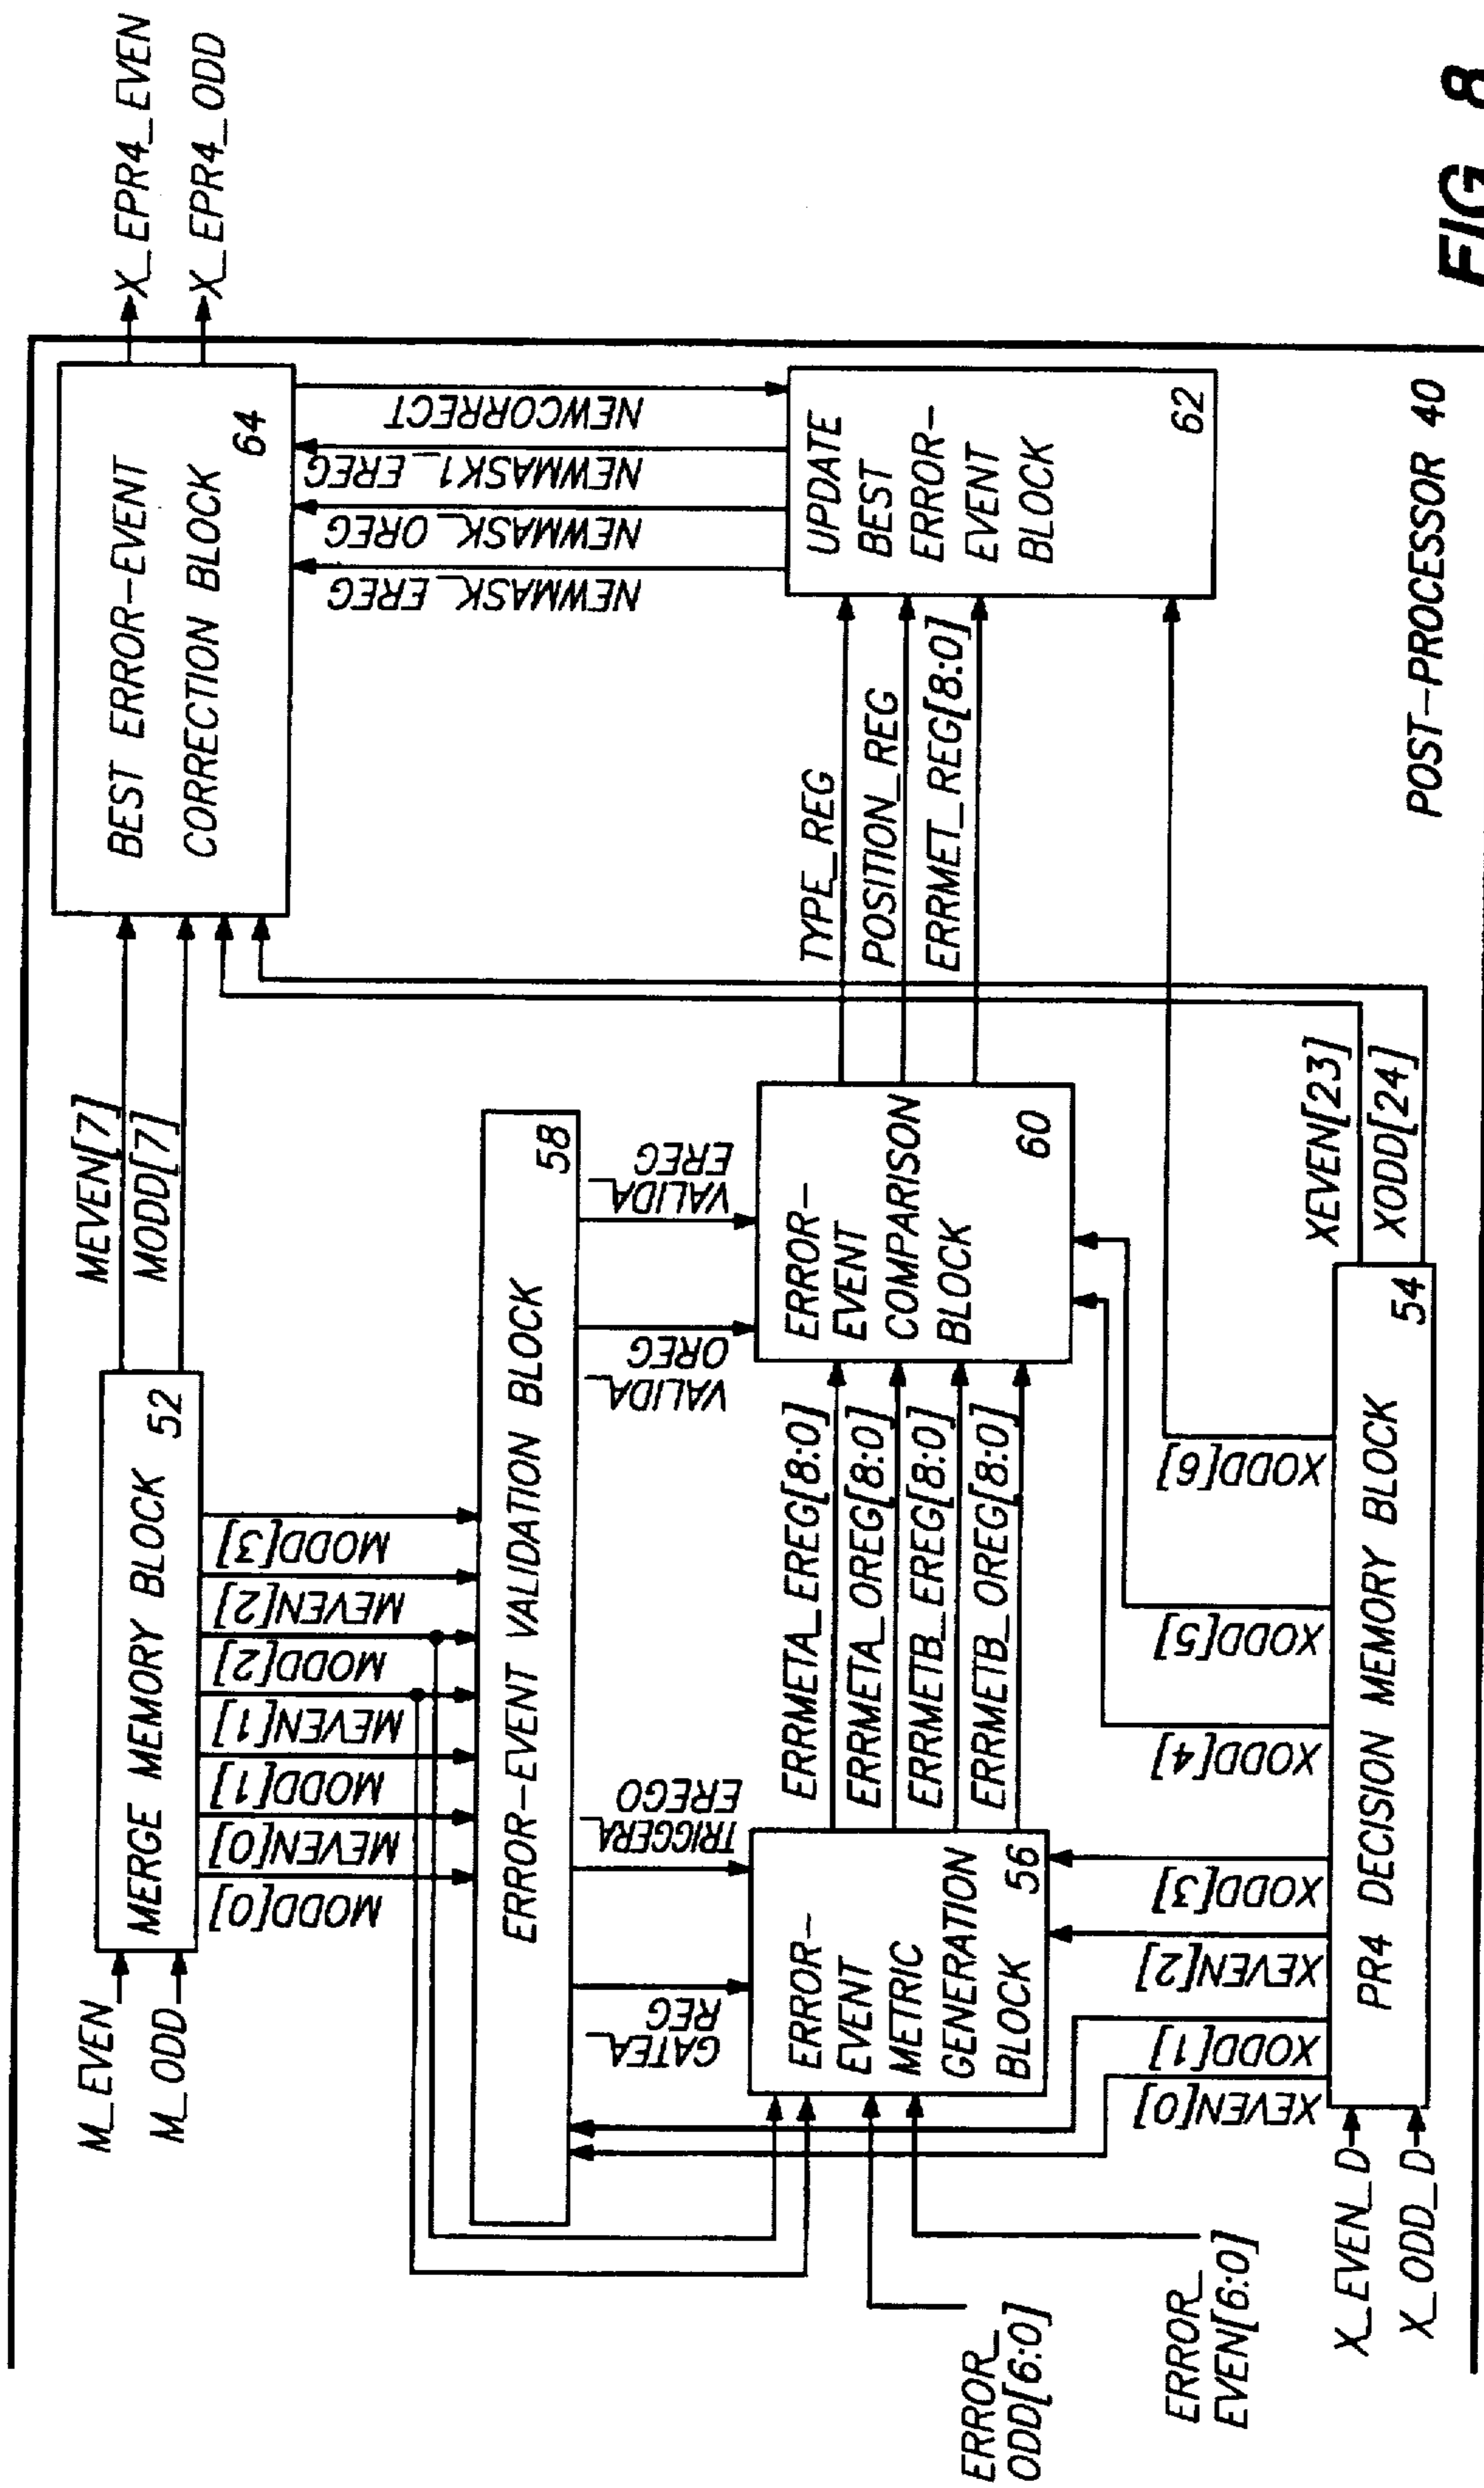 M_EVEN
M_ODD
MERGE MEMORY BLOCK 52
MEVEN[7]
MODD[7]
BEST ERROR-EVENT
CORRECTION BLOCK
64
X_EPR4_EVEN
X_EPR4_ODD
MODD[0]
MEVEN[0]
MODD[1]
MEVEN[1]
MODD[2]
MEVEN[2]
MODD[3]
ERROR-EVENT VALIDATION BLOCK
58
NEWMASK_EREG
NEWMASK_OREG
NEWMASK1_EREG
NEWCORRECT
GATEA_
REG
TRIGGERA_
EREGO
VALIDA_
OREG
VALIDA_
EREG
ERROR-
EVENT
METRIC
GENERATION
BLOCK
56
ERRMETA_EREG[8:0]
ERRMETA_OREG[8:0]
ERRMETB_EREG[8:0]
ERRMETB_OREG[8:0]
ERROR-
EVENT
COMPARISON
BLOCK
60
TYPE_REG
POSITION_REG
ERRMET_REG[8:0]
UPDATE
BEST
ERROR-
EVENT
BLOCK
62
ERROR_
ODD[6:0]
ERROR_
EVEN[6:0]
XEVEN[0]
XODD[1]
XEVEN[2]
XODD[3]
XODD[4]
XODD[5]
XODD[6]
X_EVEN_D
X_ODD_D
PR4 DECISION MEMORY BLOCK
54
XEVEN[23]
XODD[24]
POST-PROCESSOR 40
FIG. 8